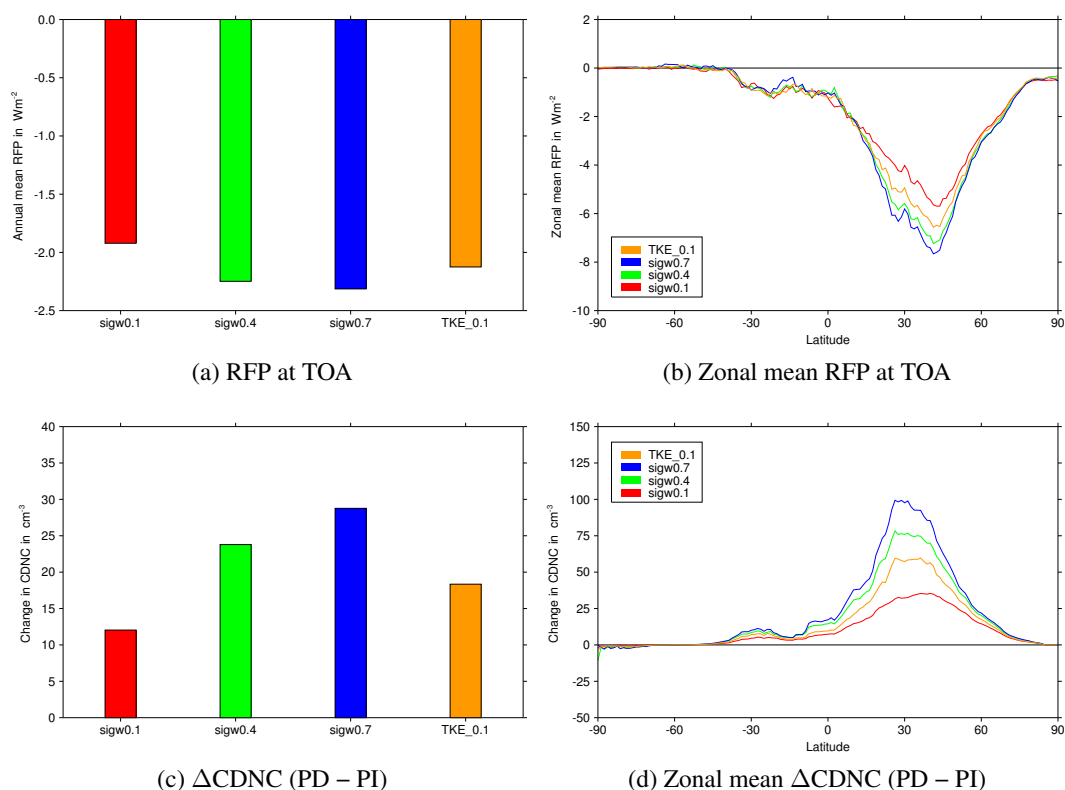 0.0
-0.5
-1.0
-1.5
-2.0
-2.5
Annual mean RFP in Wm-2
sigw0.1 sigw0.4 sigw0.7 TKE_0.1
(a) RFP at TOA
2
0
-2
-4
-6
-8
-10
Zonal mean RFP in Wm-2
TKE_0.1
sigw0.7
sigw0.4
sigw0.1
-90 -60 -30 0 30 60 90
Latitude
(b) Zonal mean RFP at TOA
40
35
30
25
20
15
10
5
0
Change in CDNC in cm-3
sigw0.1 sigw0.4 sigw0.7 TKE_0.1
(c) ΔCDNC (PD – PI)
150
125
100
75
50
25
0
-25
-50
Change in CDNC in cm-3
TKE_0.1
sigw0.7
sigw0.4
sigw0.1
-90 -60 -30 0 30 60 90
Latitude
(d) Zonal mean ΔCDNC (PD – PI)